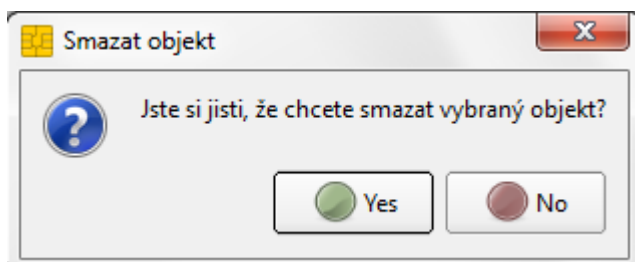 Smazat objekt
Jste si jisti, že chcete smazat vybraný objekt?
Yes
No